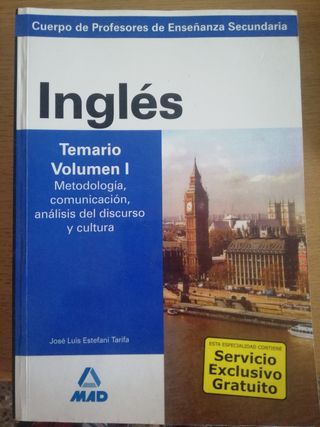 Cuerpo de Profesores de Enseñanza Secundaria
Inglés
Temario
Volumen I
Metodología,
comunicación,
análisis del discurso
y cultura
José Luis Estefani Tarifa
MAD
ESTA ESPECIALIDAD CONTIENE
Servicio
Exclusivo
Gratuito